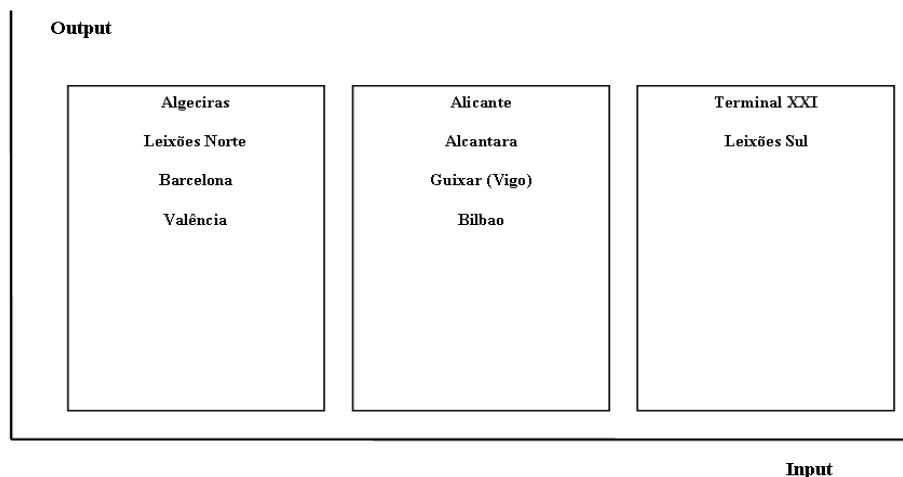 Output
Algeciras
Leixões Norte
Barcelona
Valência
Alicante
Alcantara
Guixar (Vigo)
Bilbao
Terminal XXI
Leixões Sul
Input